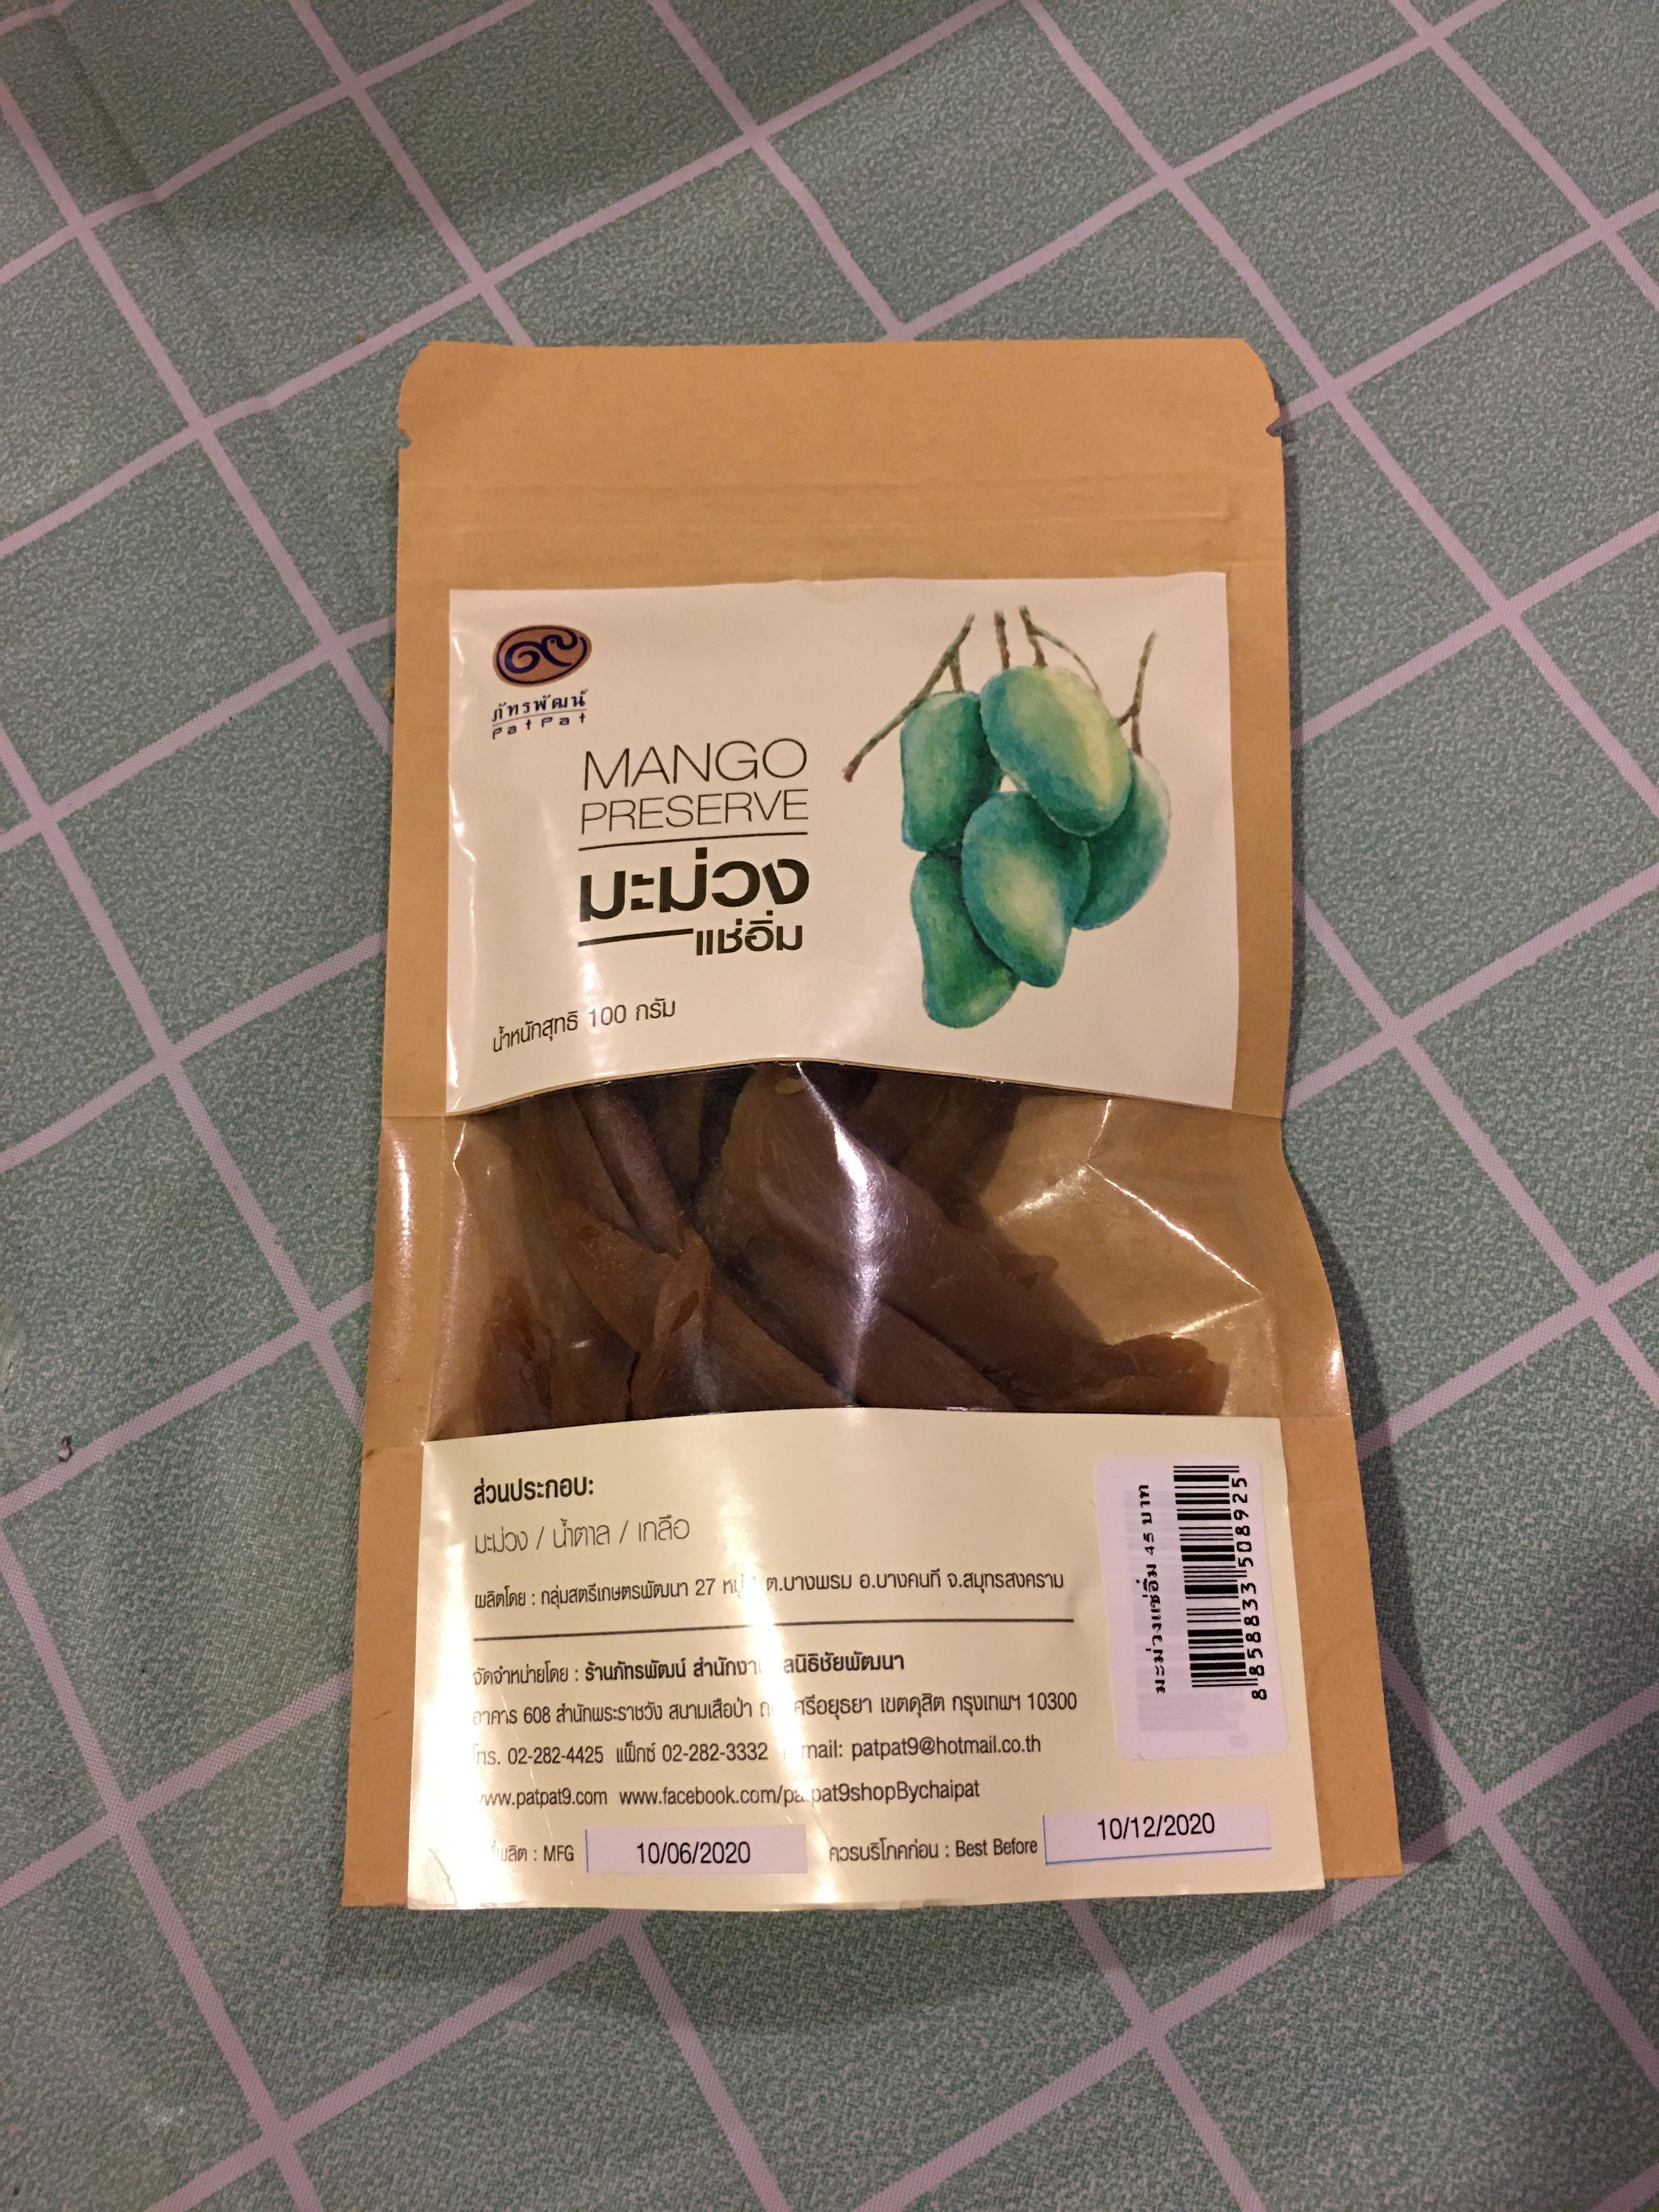 ภัทรพัฒน์
PatPat
MANGO
PRESERVE
มะม่วง
แช่อิ่ม
น้ำหนักสุทธิ 100 กรัม
ส่วนประกอบ:
มะม่วง / น้ำตาล / เกลือ
ผลิตโดย : กลุ่มสตรีเกษตรพัฒนา 27 หมู่ ต.บางพรม อ.บางคนที จ.สมุทรสงคราม
จัดจำหน่ายโดย : ร้านภัทรพัฒน์ สำนักงานมูลนิธิชัยพัฒนา
อาคาร 608 สำนักพระราชวัง สนามเสือป่า ศรีอยุธยา เขตดุสิต กรุงเทพฯ 10300
โทร. 02-282-4425 แฟ็กซ์ 02-282-3332 mail: patpat9@hotmail.co.th
www.patpat9.com www.facebook.com/patpat9shopBychaipat
ผลิต : MFG 10/06/2020 ควรบริโภคก่อน : Best Before 10/12/2020
มะม่วงแช่อิ่ม 45 บาท
8858833508925